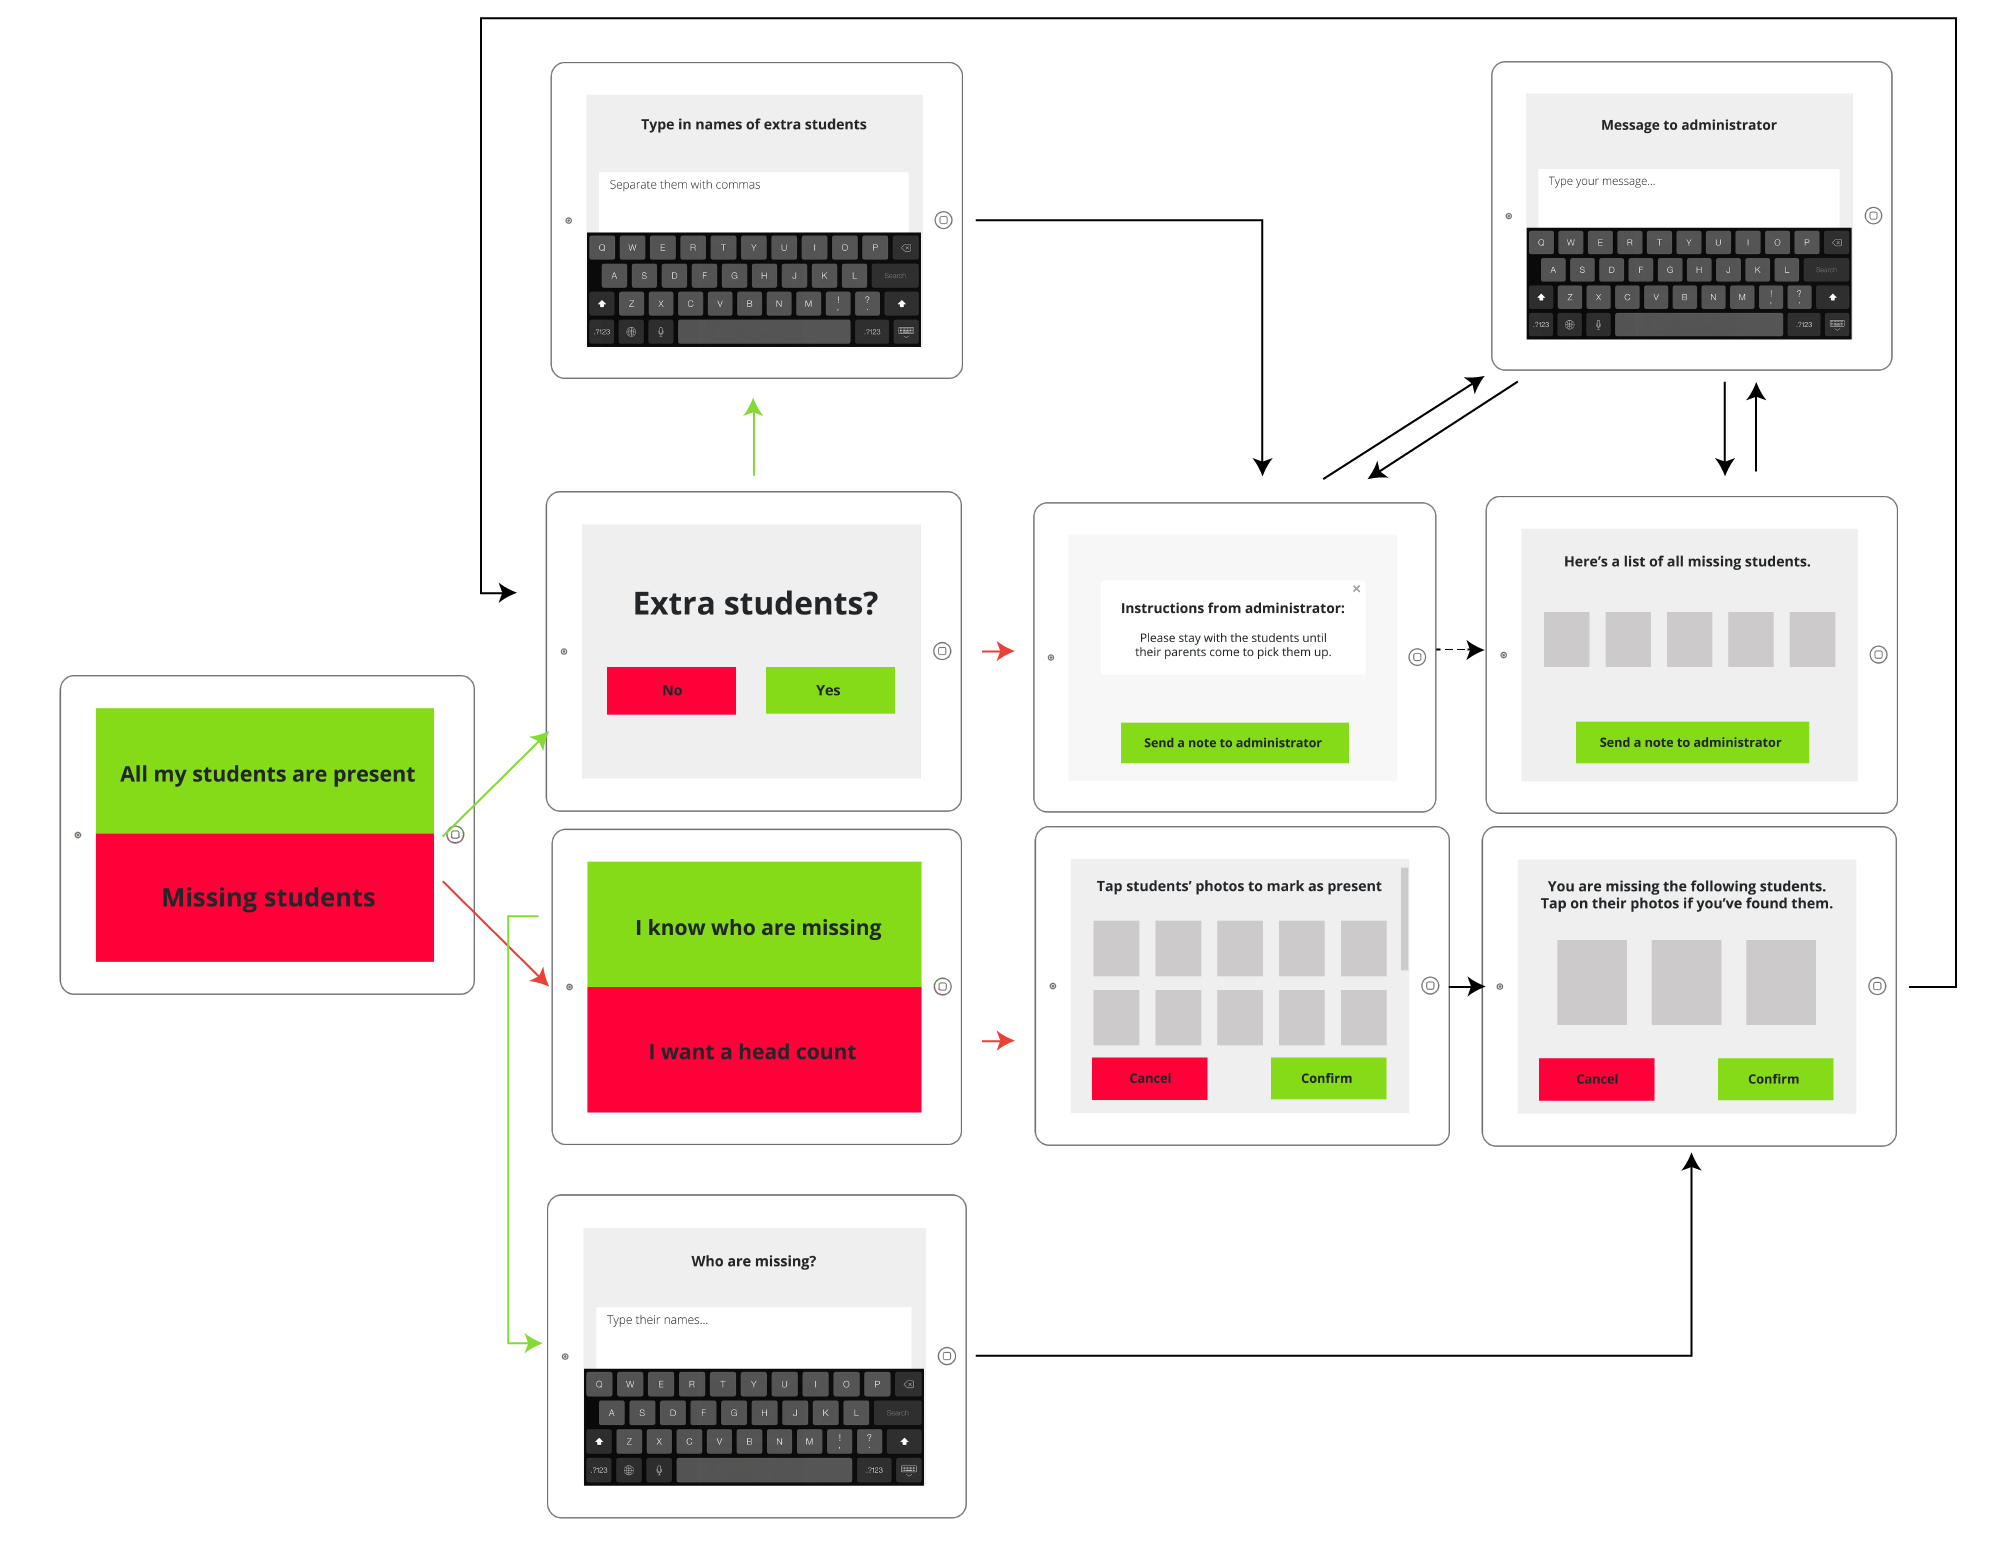 Type in names of extra students
Separate them with commas
Q W E R T Y U I O P
A S D F G H J K L Search
Z X C V B N M ! , ? .
.?123 .?123
Message to administrator
Type your message...
Q W E R T Y U I O P
A S D F G H J K L Search
Z X C V B N M ! , ? .
.?123 .?123
Extra students?
No Yes
Instructions from administrator:
Please stay with the students until
their parents come to pick them up.
Send a note to administrator
Here’s a list of all missing students.
Send a note to administrator
All my students are present
Missing students
I know who are missing
I want a head count
Tap students’ photos to mark as present
Cancel Confirm
You are missing the following students.
Tap on their photos if you’ve found them.
Cancel Confirm
Who are missing?
Type their names...
Q W E R T Y U I O P
A S D F G H J K L Search
Z X C V B N M ! , ? .
.?123 .?123